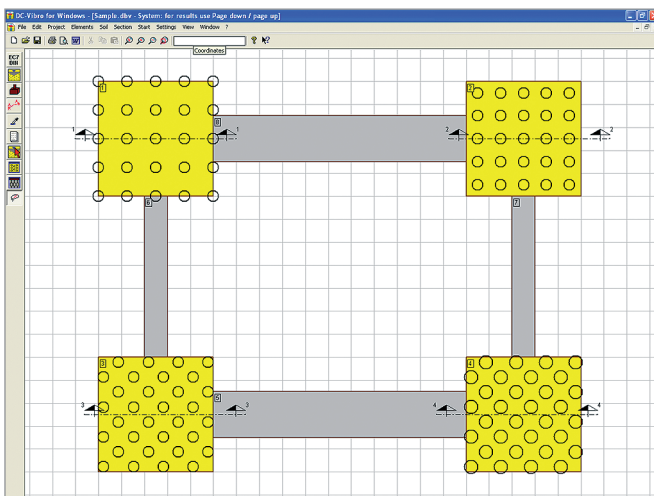 DC-Vibro for Windows - [Sample.dbv - System: for results use Page down / page up]
File Edit Project Elements Soil Section Start Settings View Window ?
Coordinates
EC7
DIN
1
2
8
1 1
2 2
6
7
3
4
5
3 3
4 4